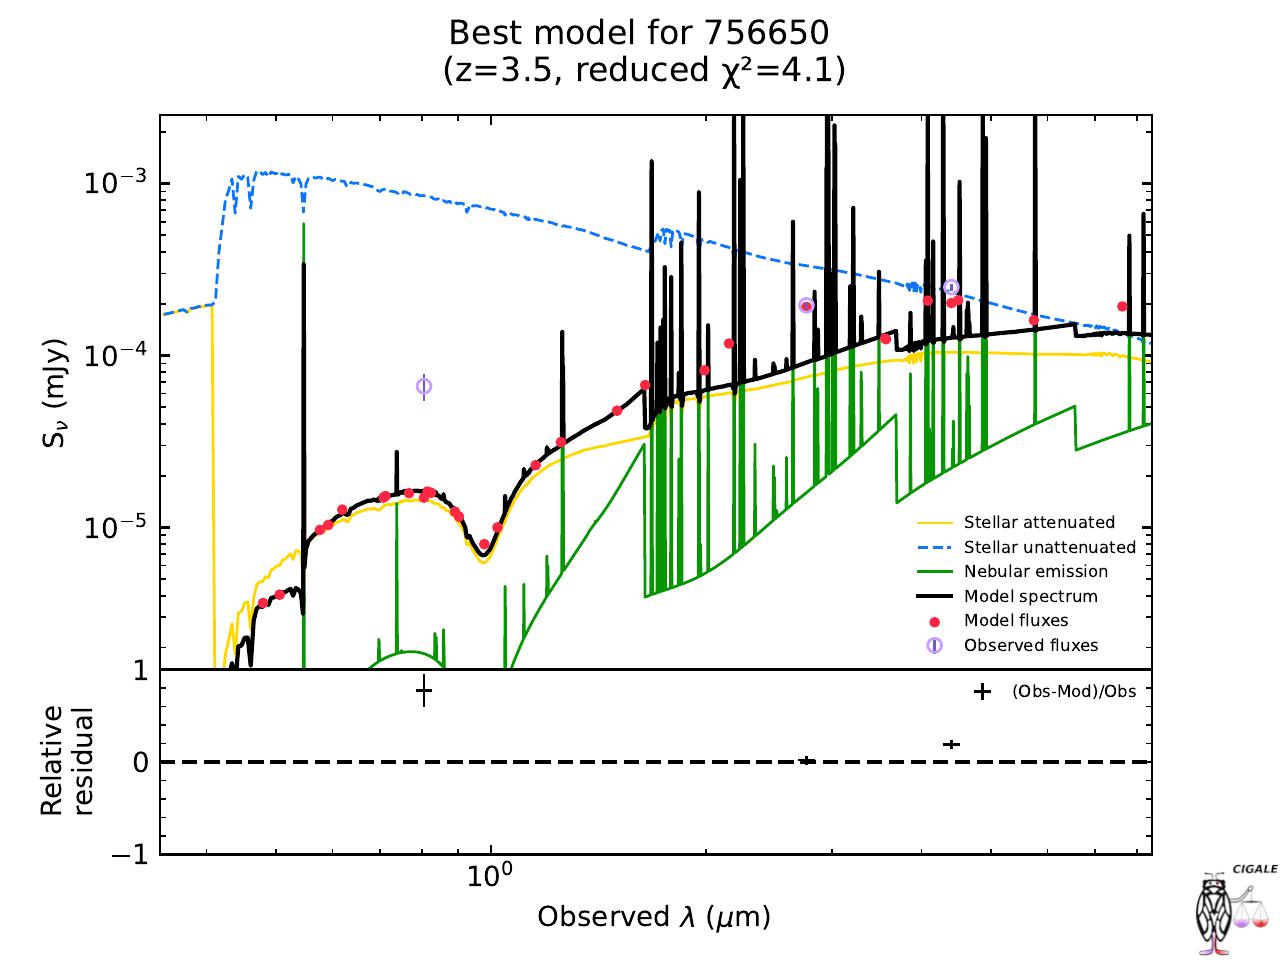 Best model for 756650
(z=3.5, reduced χ²=4.1)
10⁻³
10⁻⁴
10⁻⁵
S_ν (mJy)
Stellar attenuated
Stellar unattenuated
Nebular emission
Model spectrum
Model fluxes
Observed fluxes
1
0
−1
Relative
residual
(Obs-Mod)/Obs
10⁰
Observed λ (μm)
CIGALE